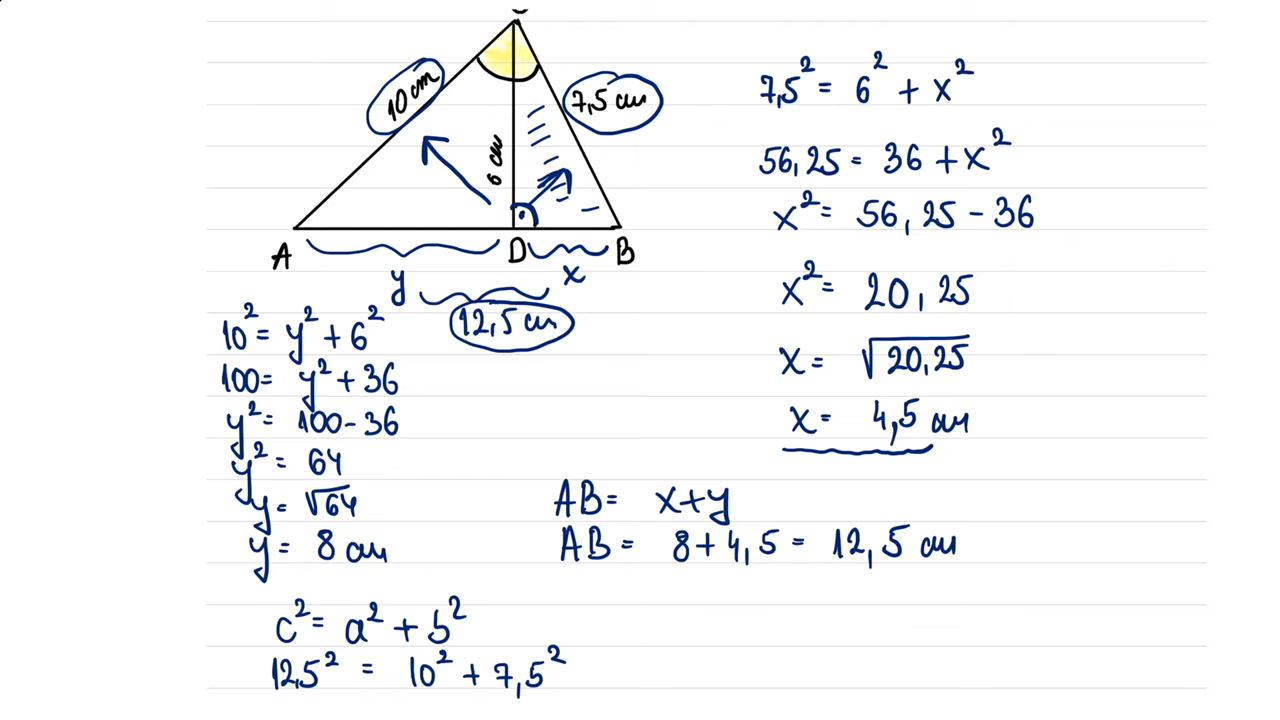 10 cm
7,5 cm
6 cm
A
D
B
y
x
12,5 cm
10² = y² + 6²
100 = y² + 36
y² = 100 - 36
y² = 64
y = √64
y = 8 cm
7,5² = 6² + x²
56,25 = 36 + x²
x² = 56,25 - 36
x² = 20,25
x = √20,25
x = 4,5 cm
AB = x+y
AB = 8 + 4,5 = 12,5 cm
c² = a² + b²
12,5² = 10² + 7,5²